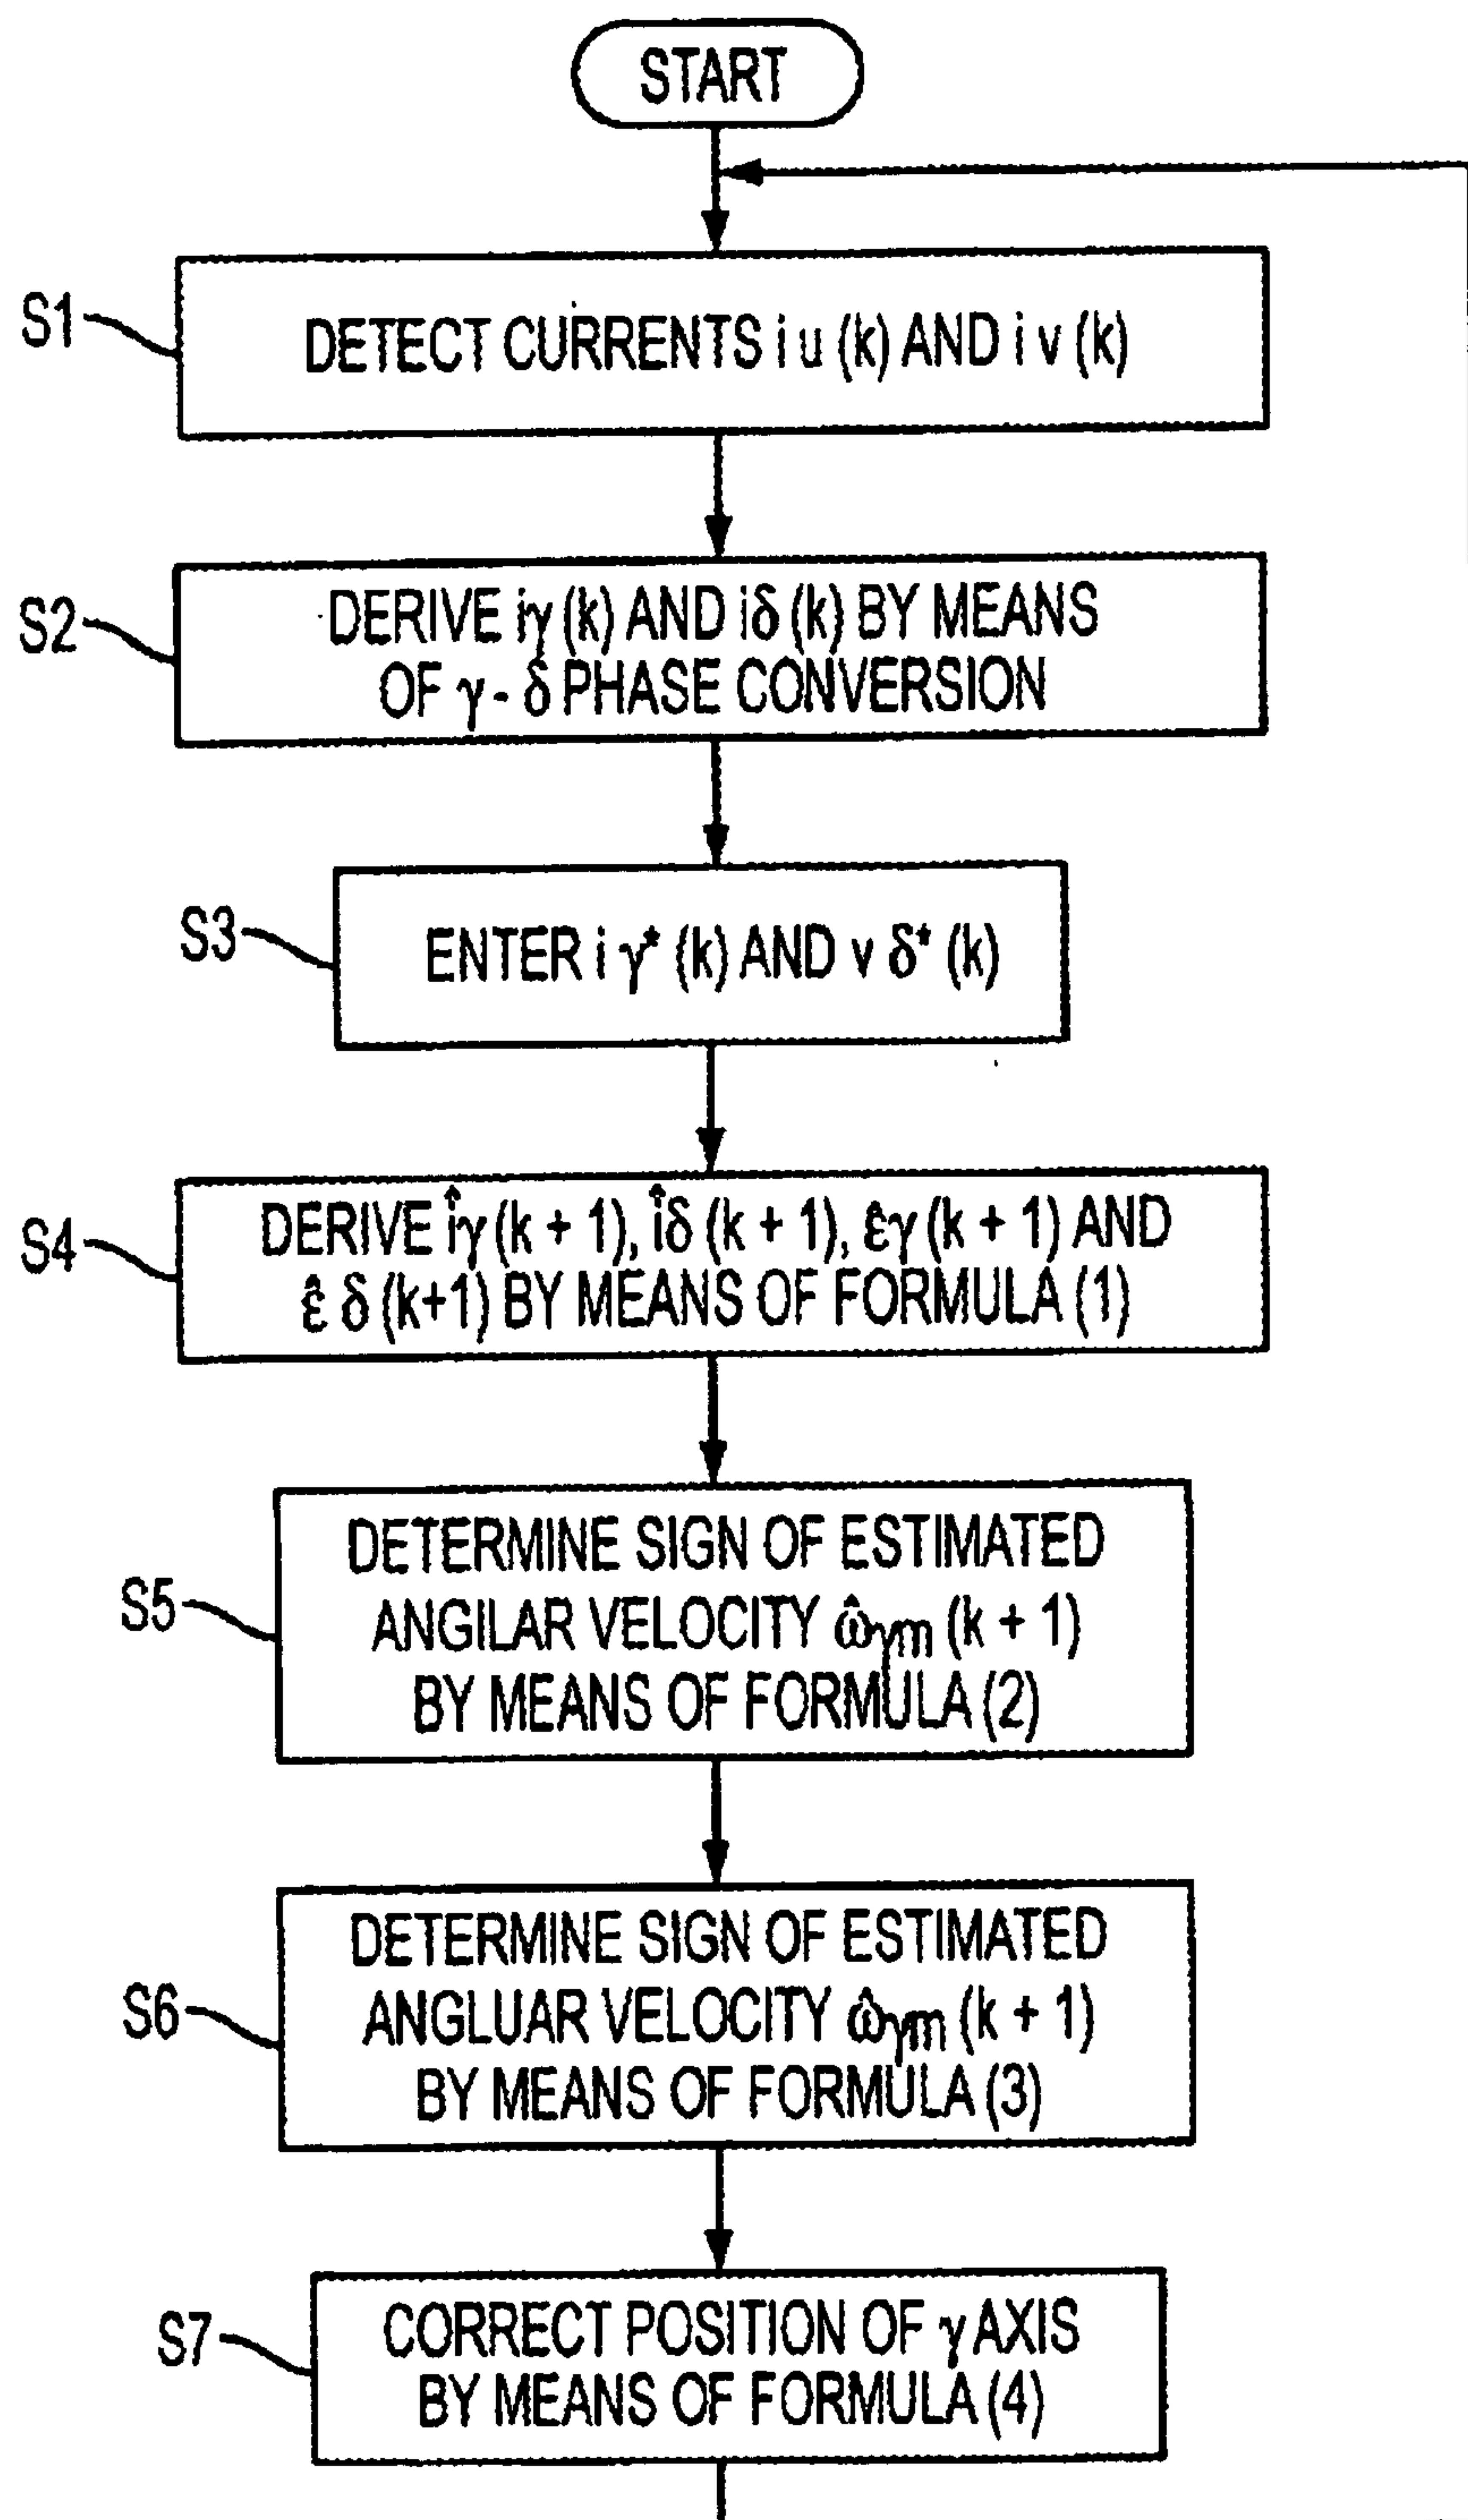 START
S1
DETECT CURRENTS i u (k) AND i v (k)
S2
DERIVE iγ (k) AND iδ (k) BY MEANS
OF γ - δ PHASE CONVERSION
S3
ENTER i γ* (k) AND v δ* (k)
S4
DERIVE îγ (k + 1), îδ (k + 1), ε̂γ (k + 1) AND
ε̂ δ (k+1) BY MEANS OF FORMULA (1)
S5
DETERMINE SIGN OF ESTIMATED
ANGILAR VELOCITY ω̂γm (k + 1)
BY MEANS OF FORMULA (2)
S6
DETERMINE SIGN OF ESTIMATED
ANGLUAR VELOCITY ω̂γm (k + 1)
BY MEANS OF FORMULA (3)
S7
CORRECT POSITION OF γ AXIS
BY MEANS OF FORMULA (4)